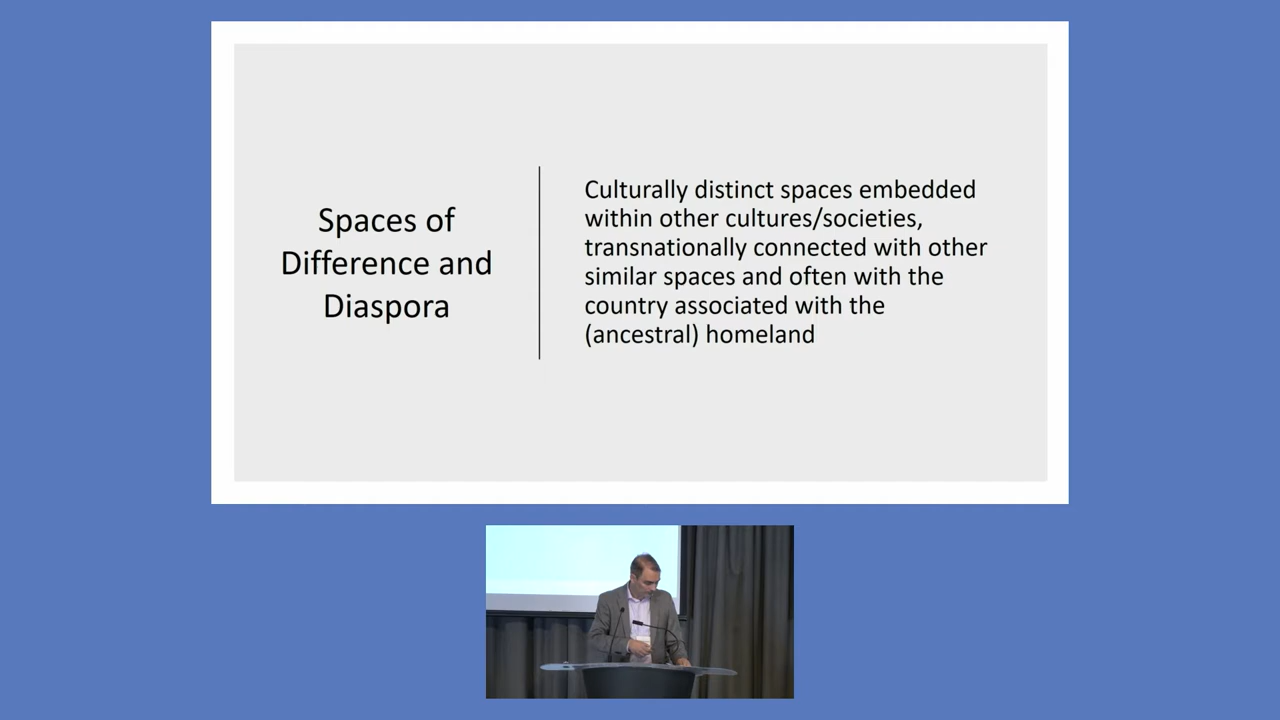 Spaces of
Difference and
Diaspora
Culturally distinct spaces embedded
within other cultures/societies,
transnationally connected with other
similar spaces and often with the
country associated with the
(ancestral) homeland